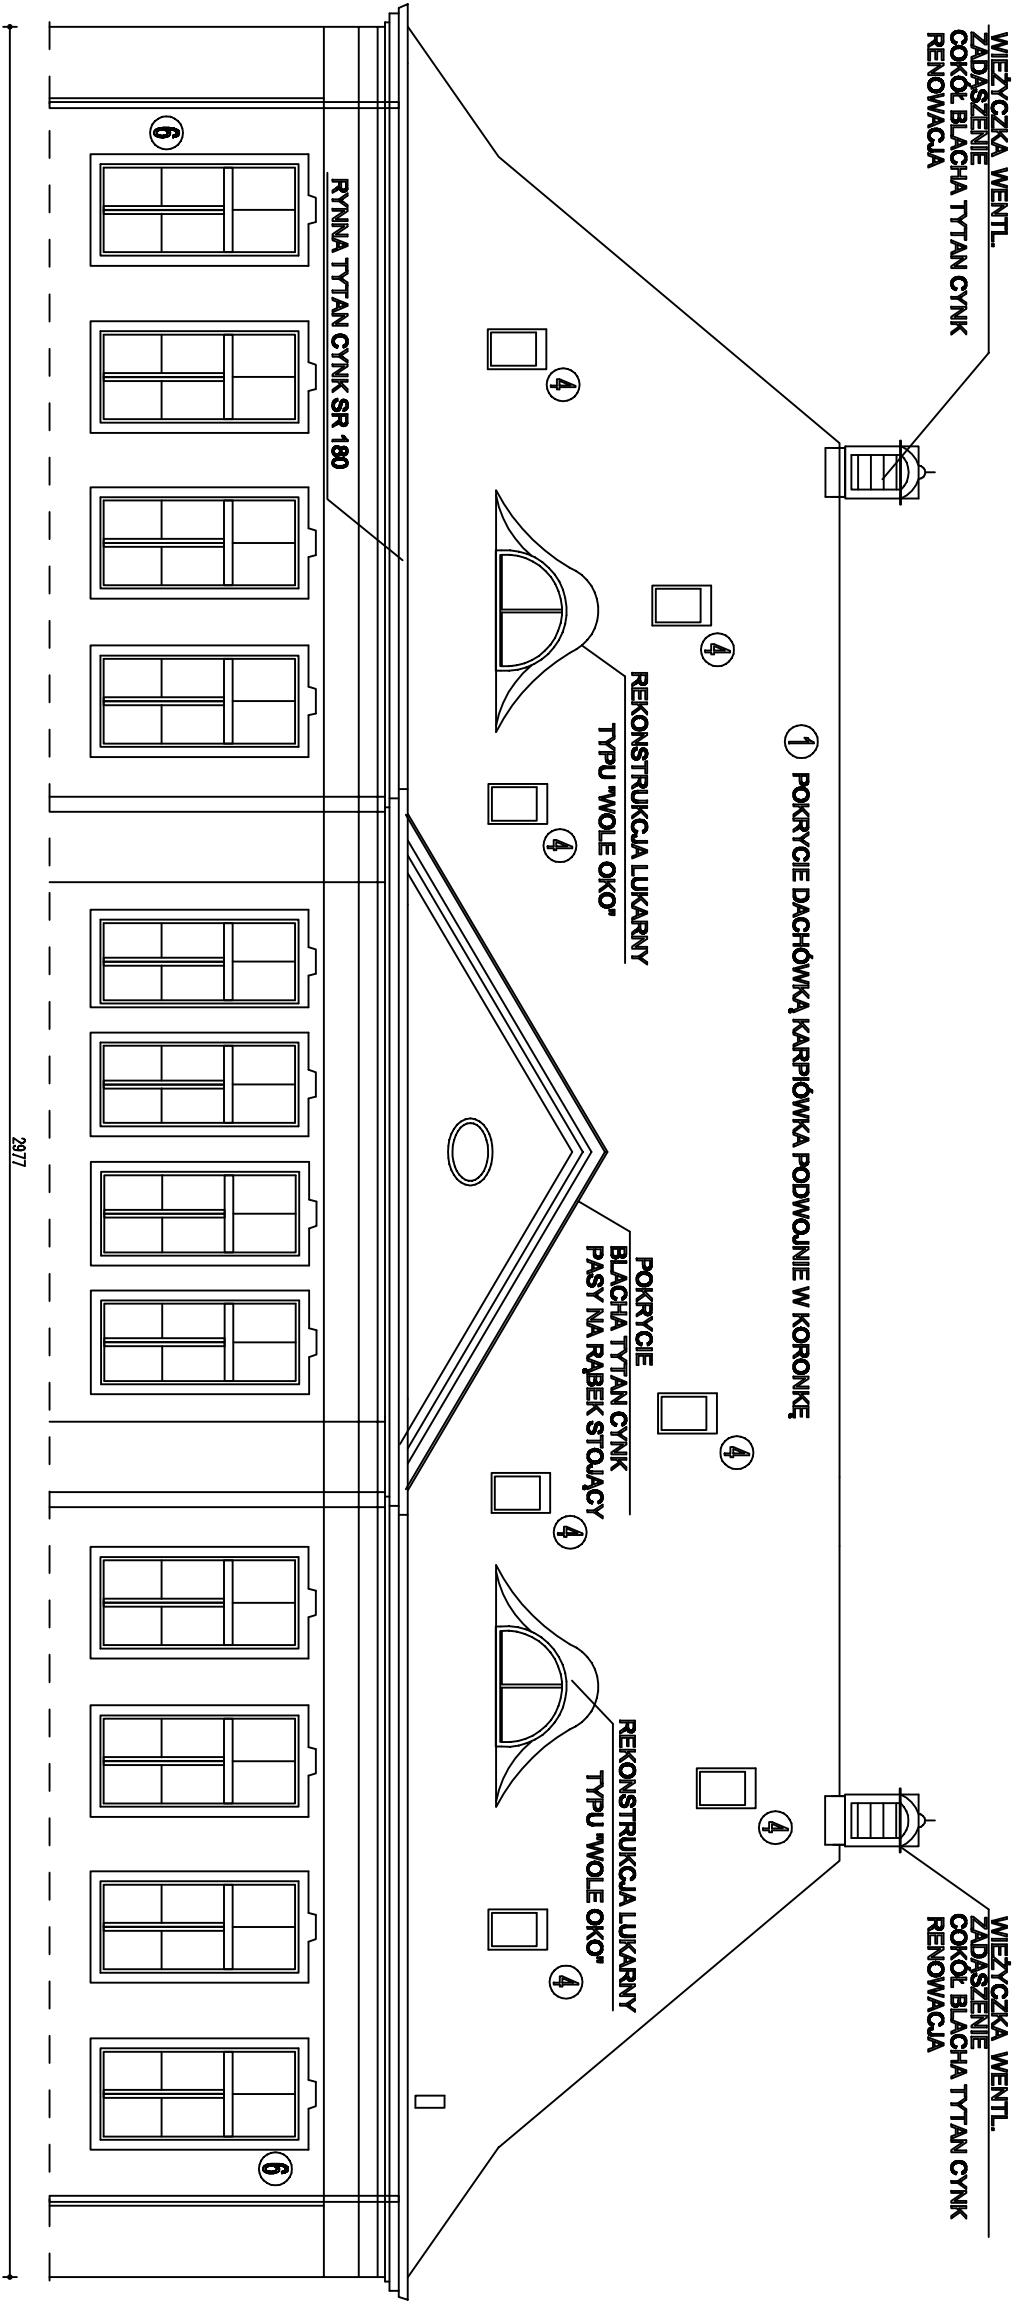 WIEŻYCZKA WENTL.
ZADASZENIE
COKÓŁ BLACHA TYTAN CYNK
RENOWACJA
WIEŻYCZKA WENTL.
ZADASZENIE
COKÓŁ BLACHA TYTAN CYNK
RENOWACJA
1 POKRYCIE DACHÓWKĄ KARPIÓWKA PODWOJNIE W KORONKĘ
4
4
4
REKONSTRUKCJA LUKARNY
TYPU "WOLE OKO"
4
POKRYCIE
BLACHA TYTAN CYNK
PASY NA RĄBEK STOJĄCY
REKONSTRUKCJA LUKARNY
TYPU "WOLE OKO"
4
4
4
4
RYNNA TYTAN CYNK SR 180
6
6
2977